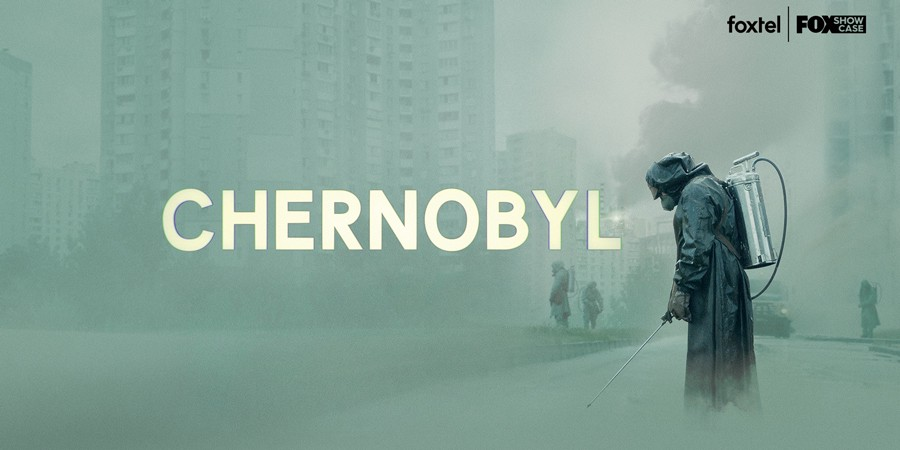 foxtel | FOX SHOW CASE
CHERNOBYL